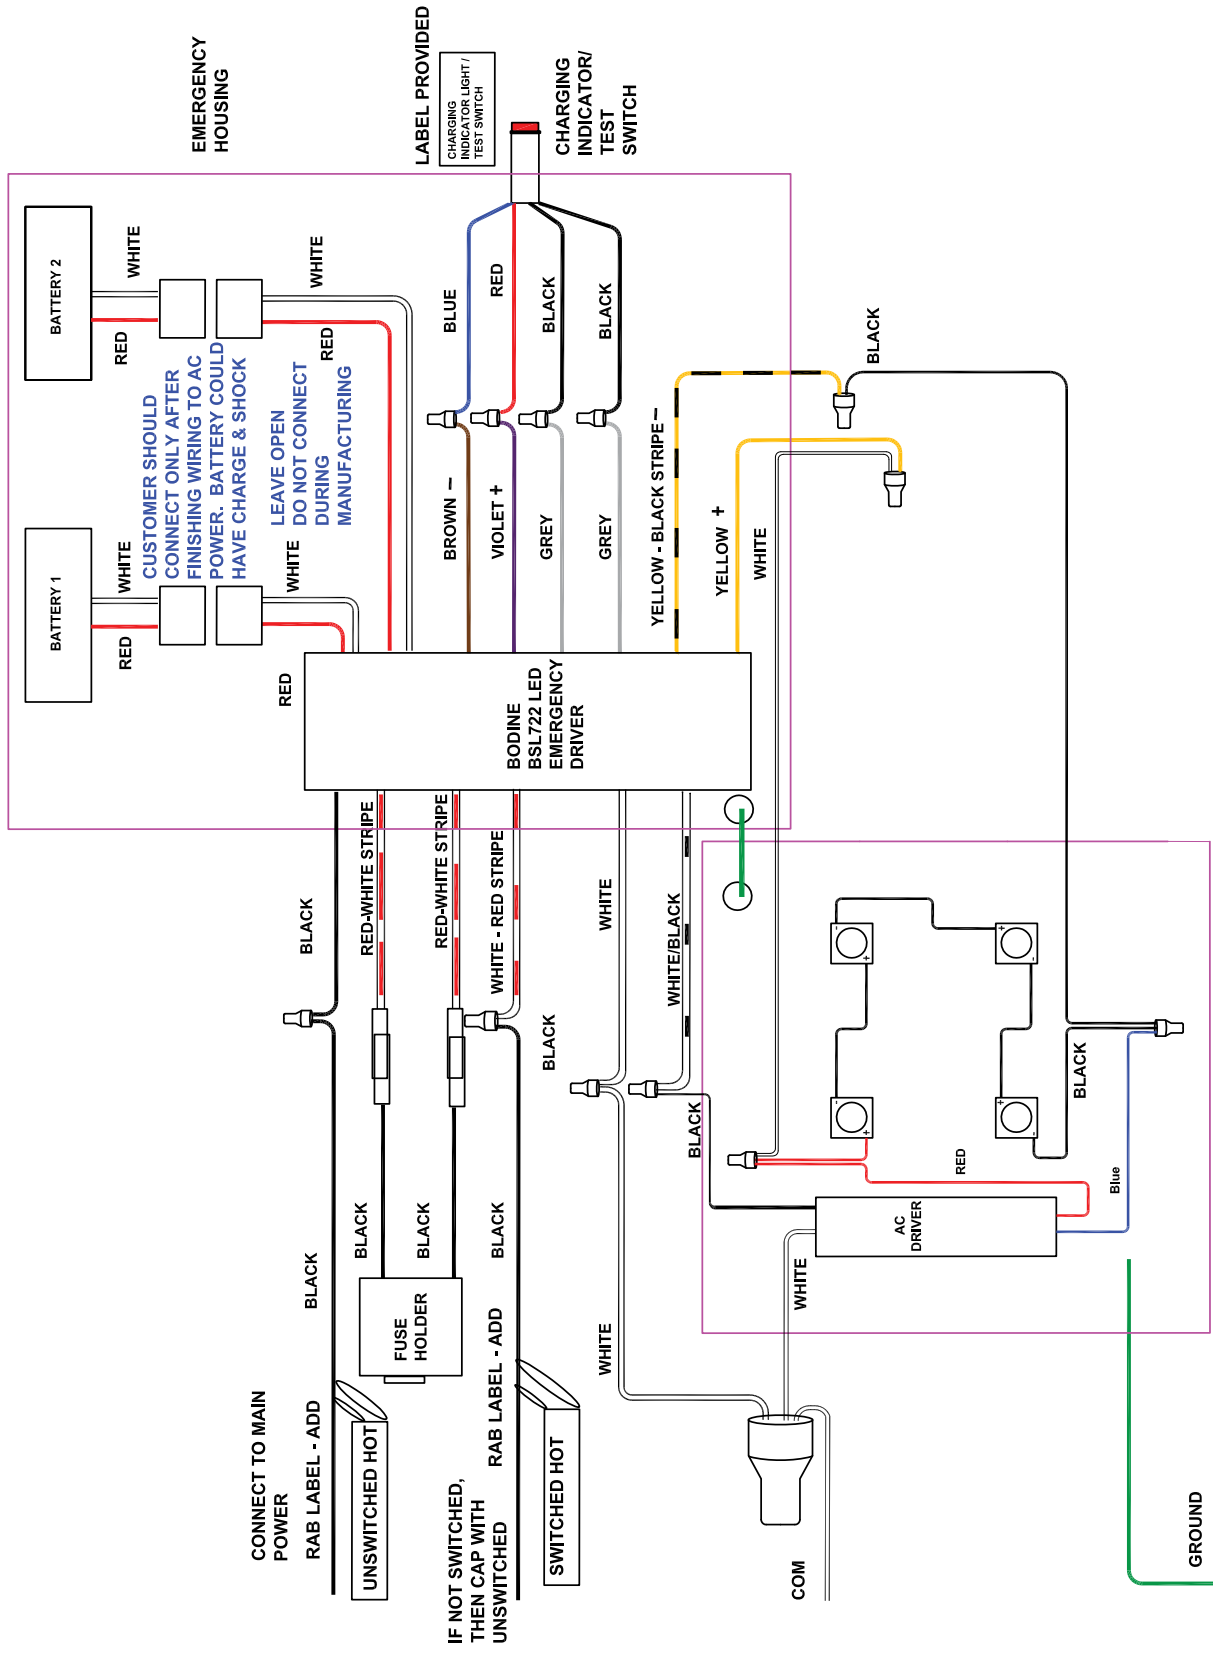 EMERGENCY
HOUSING
LABEL PROVIDED
CHARGING
INDICATOR LIGHT /
TEST SWITCH
CHARGING
INDICATOR/
TEST
SWITCH
BATTERY 2
WHITE
RED
WHITE
RED
BATTERY 1
WHITE
RED
WHITE
RED
CUSTOMER SHOULD
CONNECT ONLY AFTER
FINISHING WIRING TO AC
POWER. BATTERY COULD
HAVE CHARGE & SHOCK
LEAVE OPEN
DO NOT CONNECT
DURING
MANUFACTURING
BLUE
RED
BLACK
BLACK
BROWN –
VIOLET +
GREY
GREY
YELLOW - BLACK STRIPE –
YELLOW +
WHITE
BLACK
BODINE
BSL722 LED
EMERGENCY
DRIVER
BLACK
RED-WHITE STRIPE
RED-WHITE STRIPE
WHITE - RED STRIPE
WHITE
WHITE/BLACK
BLACK
BLACK
BLACK
BLACK
BLACK
BLACK
FUSE
HOLDER
WHITE
- +
+ -
- +
+ -
BLACK
RED
Blue
AC
DRIVER
WHITE
CONNECT TO MAIN
POWER
RAB LABEL - ADD
UNSWITCHED HOT
RAB LABEL - ADD
IF NOT SWITCHED,
THEN CAP WITH
UNSWITCHED
SWITCHED HOT
COM
GROUND